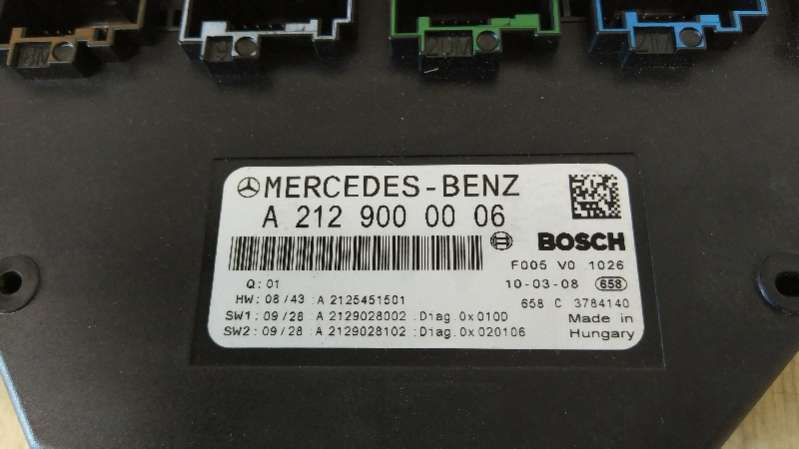 MERCEDES-BENZ
A 212 900 00 06
BOSCH
F005 V0 1026
Q: 01
10-03-08 658
HW: 08/43 :A 2125451501
658 C 3784140
SW1: 09/28 :A 2129028002 :Diag.0x010D
Made in
SW2: 09/28 :A 2129028102 :Diag.0x020106
Hungary